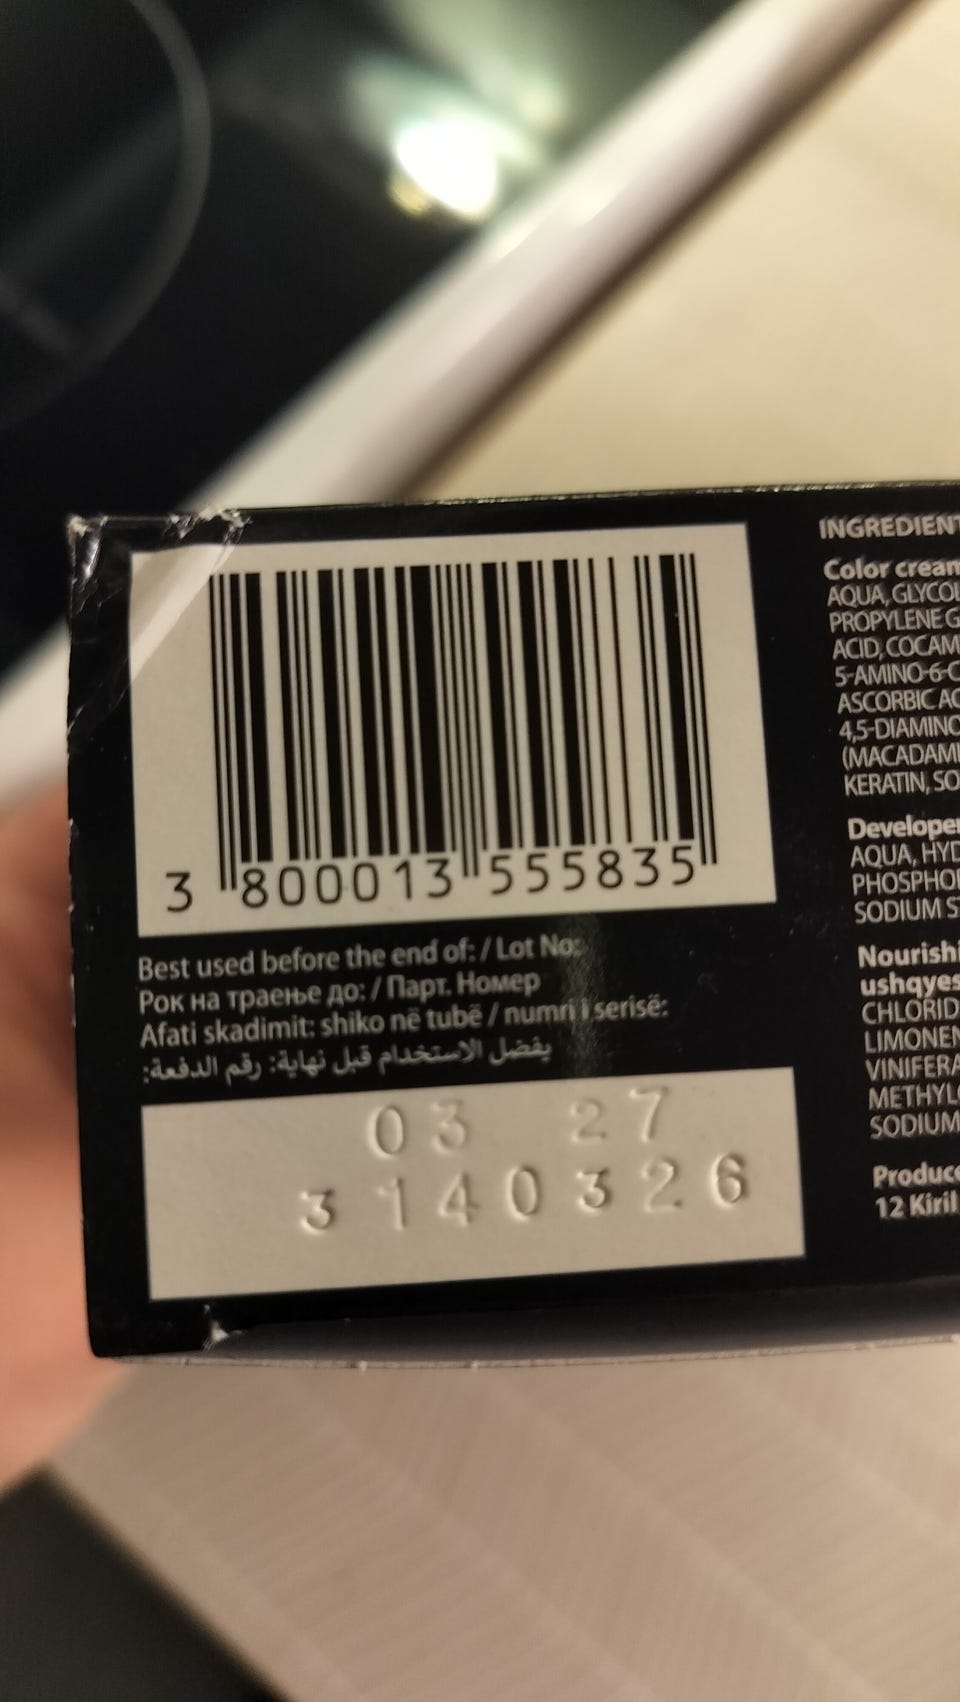 3 800013 555835
Best used before the end of: / Lot No:
Рок на траење до: / Парт. Номер
Afati skadimit: shiko në tubë / numri i serisë:
يفضل الاستخدام قبل نهاية: رقم الدفعة:
03 27
3 140326
INGREDIENT
Color cream
AQUA, GLYCOL
PROPYLENE G
ACID, COCAM
5-AMINO-6-C
ASCORBIC AC
4,5-DIAMINO
(MACADAMI
KERATIN, SO
Developer
AQUA, HYD
PHOSPHOR
SODIUM S
Nourishi
ushqyes
CHLORID
LIMONEN
VINIFERA
METHYL
SODIUM
Produce
12 Kiril